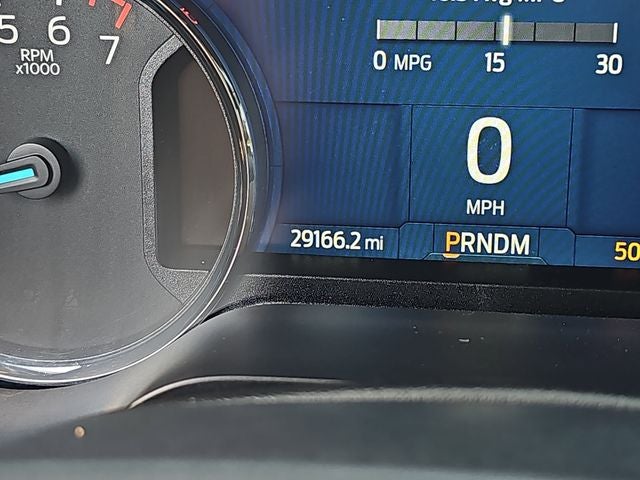 5 6 7
RPM
x1000
0 MPG 15 30
0
MPH
29166.2 mi PRNDM 50